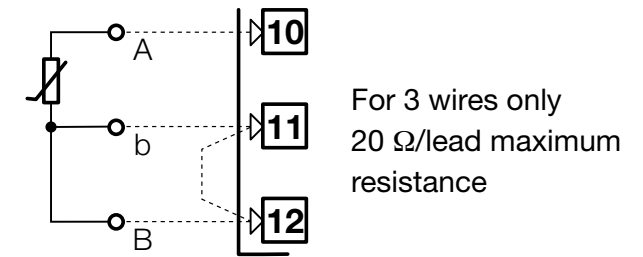 A
10
b
11
B
12
For 3 wires only
20 Ω/lead maximum
resistance